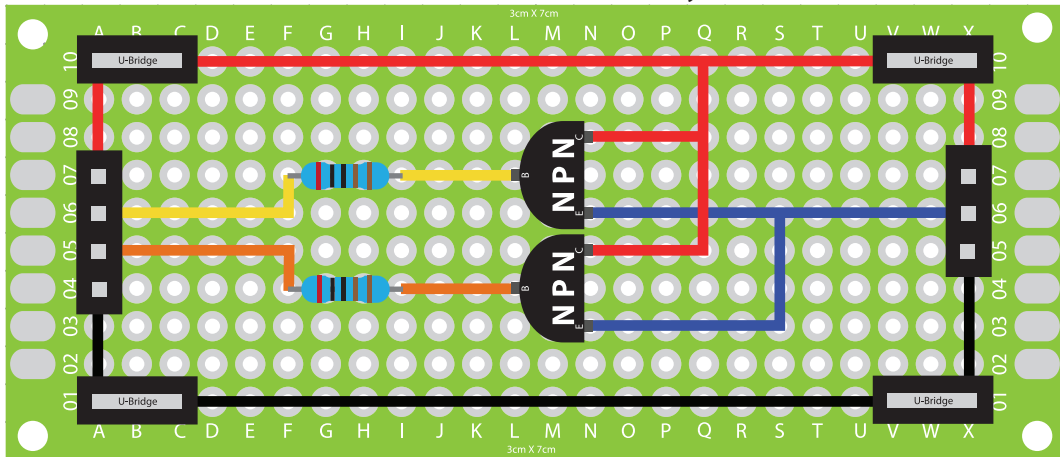 3cm X 7cm
A B C D E F G H I J K L M N O P Q R S T U V W X
10 U-Bridge U-Bridge 10
09 09
08 C 08
07 B NPN 07
06 E 06
05 C 05
04 B NPN 04
03 E 03
02 02
01 U-Bridge U-Bridge 01
A B C D E F G H I J K L M N O P Q R S T U V W X
3cm X 7cm